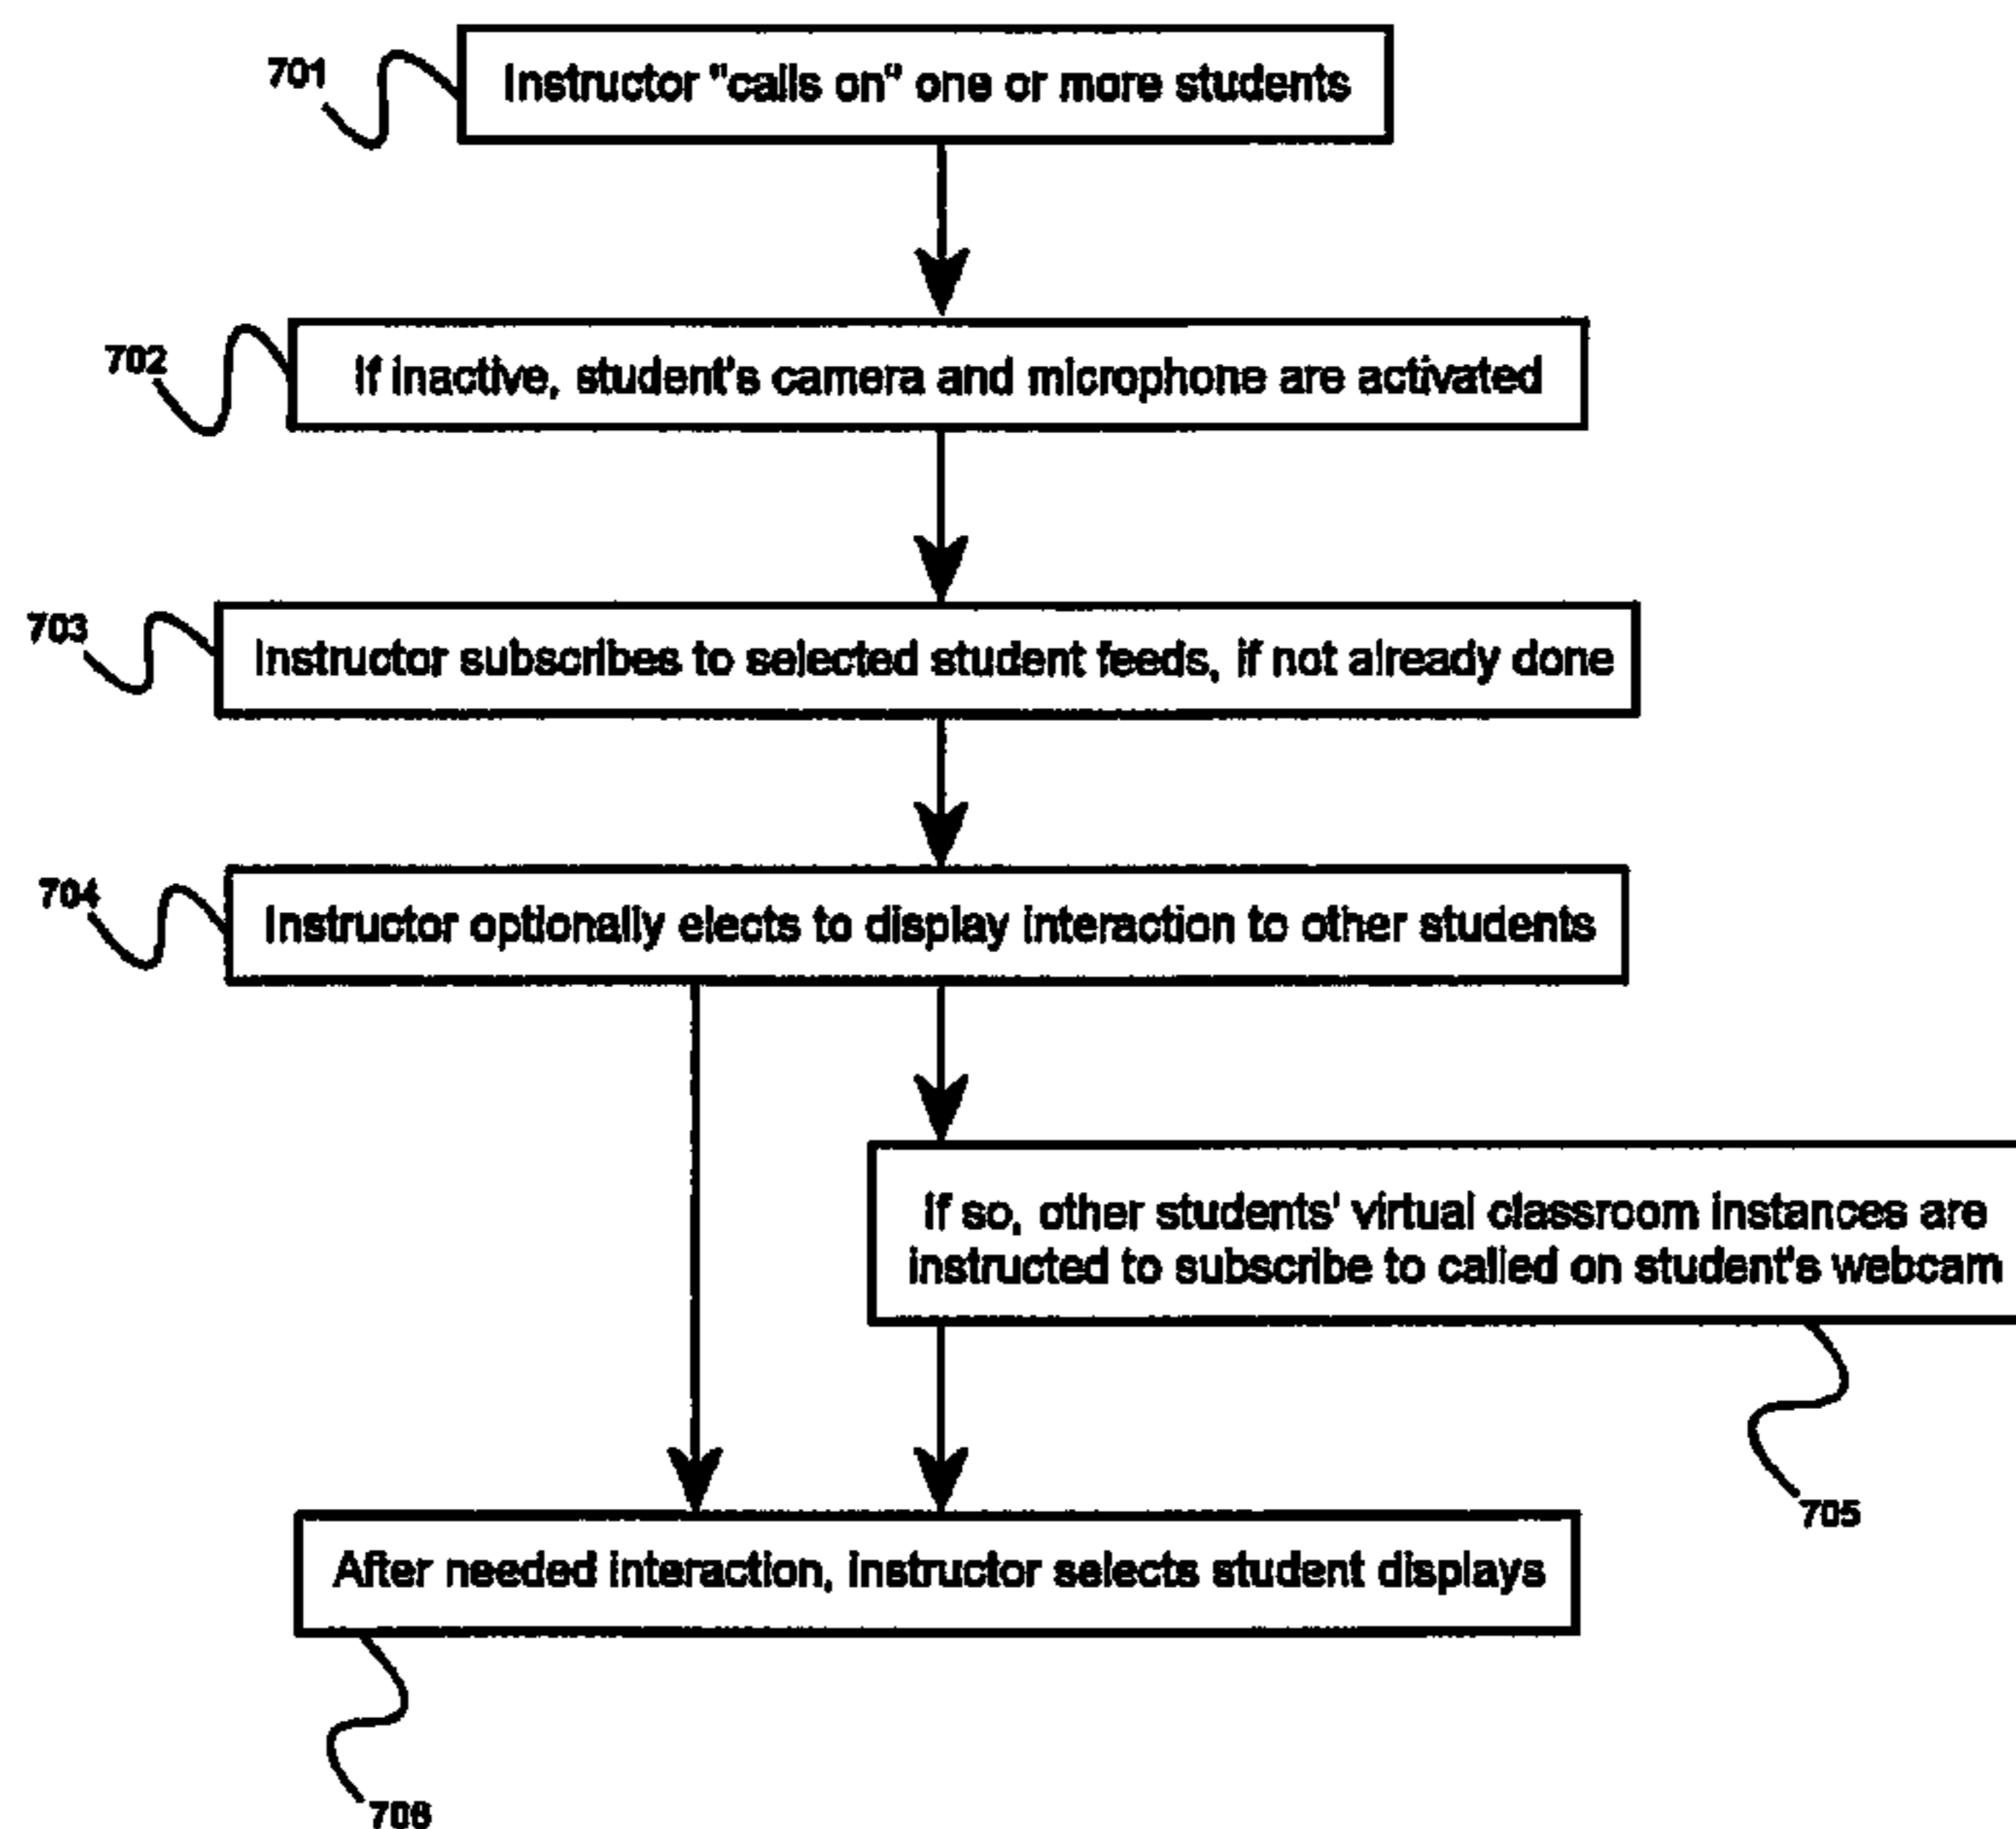 701
Instructor "calls on" one or more students
702
If inactive, student's camera and microphone are activated
703
Instructor subscribes to selected student feeds, if not already done
704
Instructor optionally elects to display interaction to other students
If so, other students' virtual classroom instances are
instructed to subscribe to called on student's webcam
705
After needed interaction, instructor selects student displays
706